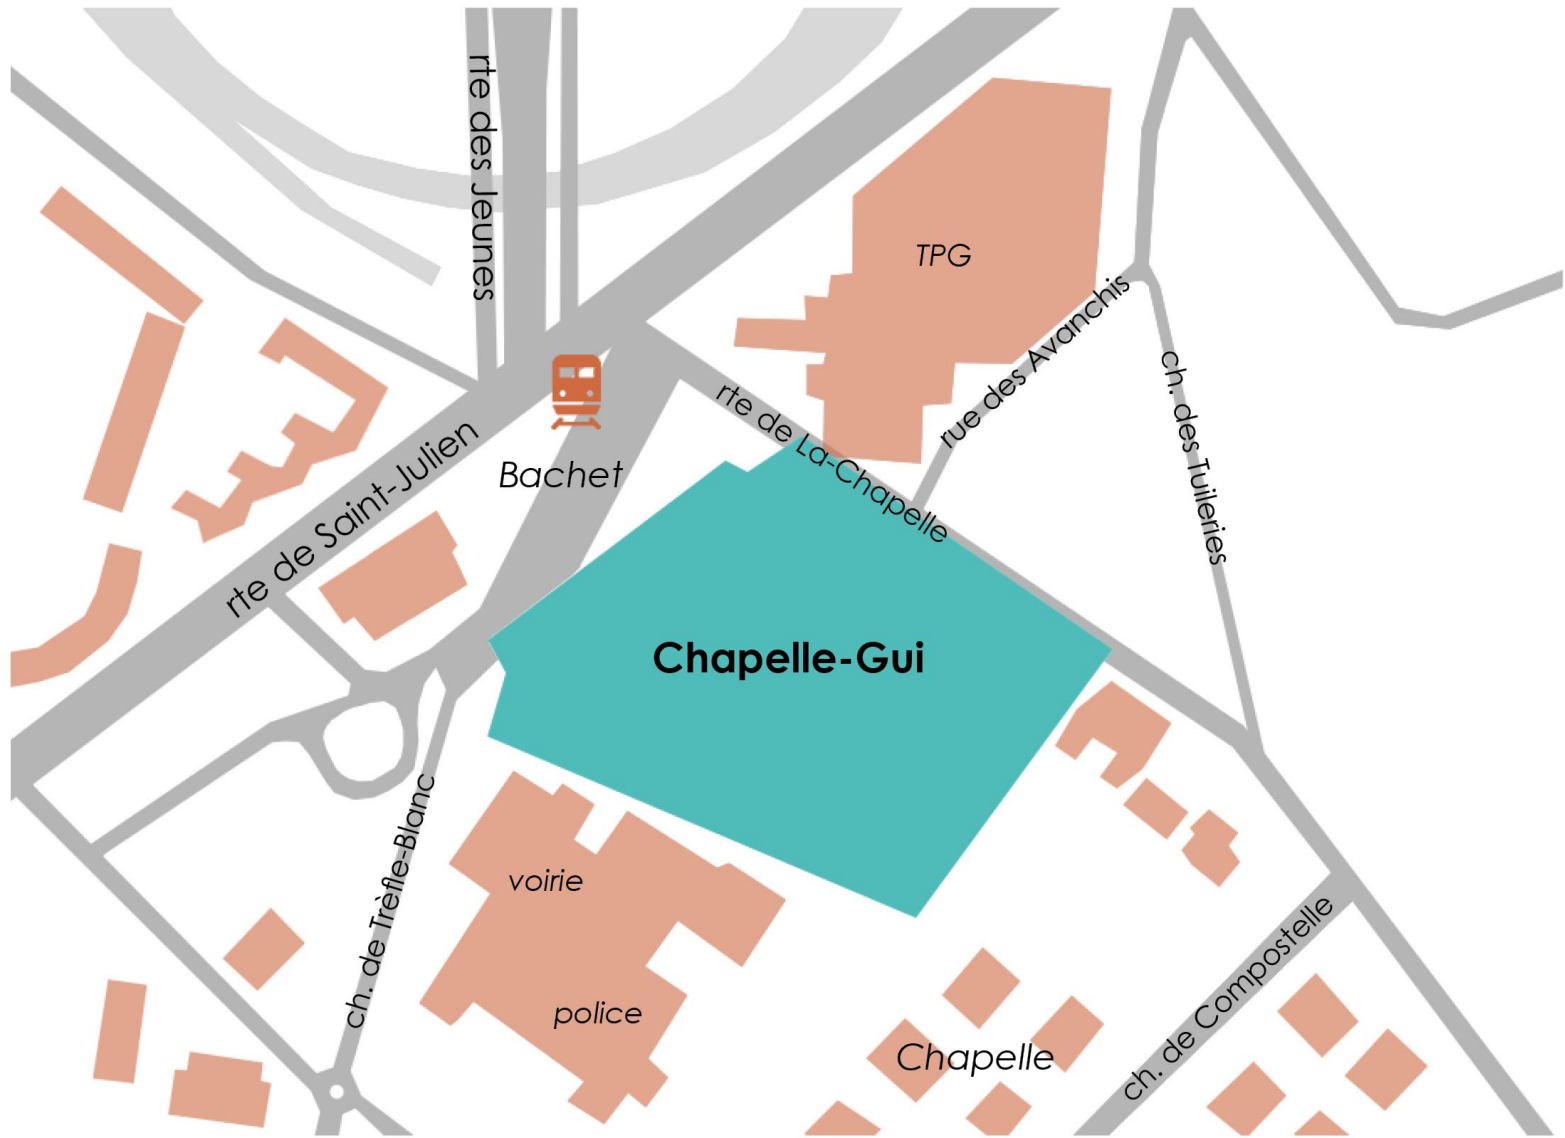 rte des Jeunes
TPG
rue des Avanchis
ch. des Tuileries
rte de La-Chapelle
rte de Saint-Julien
Bachet
Chapelle-Gui
ch. de Trèfle-Blanc
voirie
police
Chapelle
ch. de Compostelle